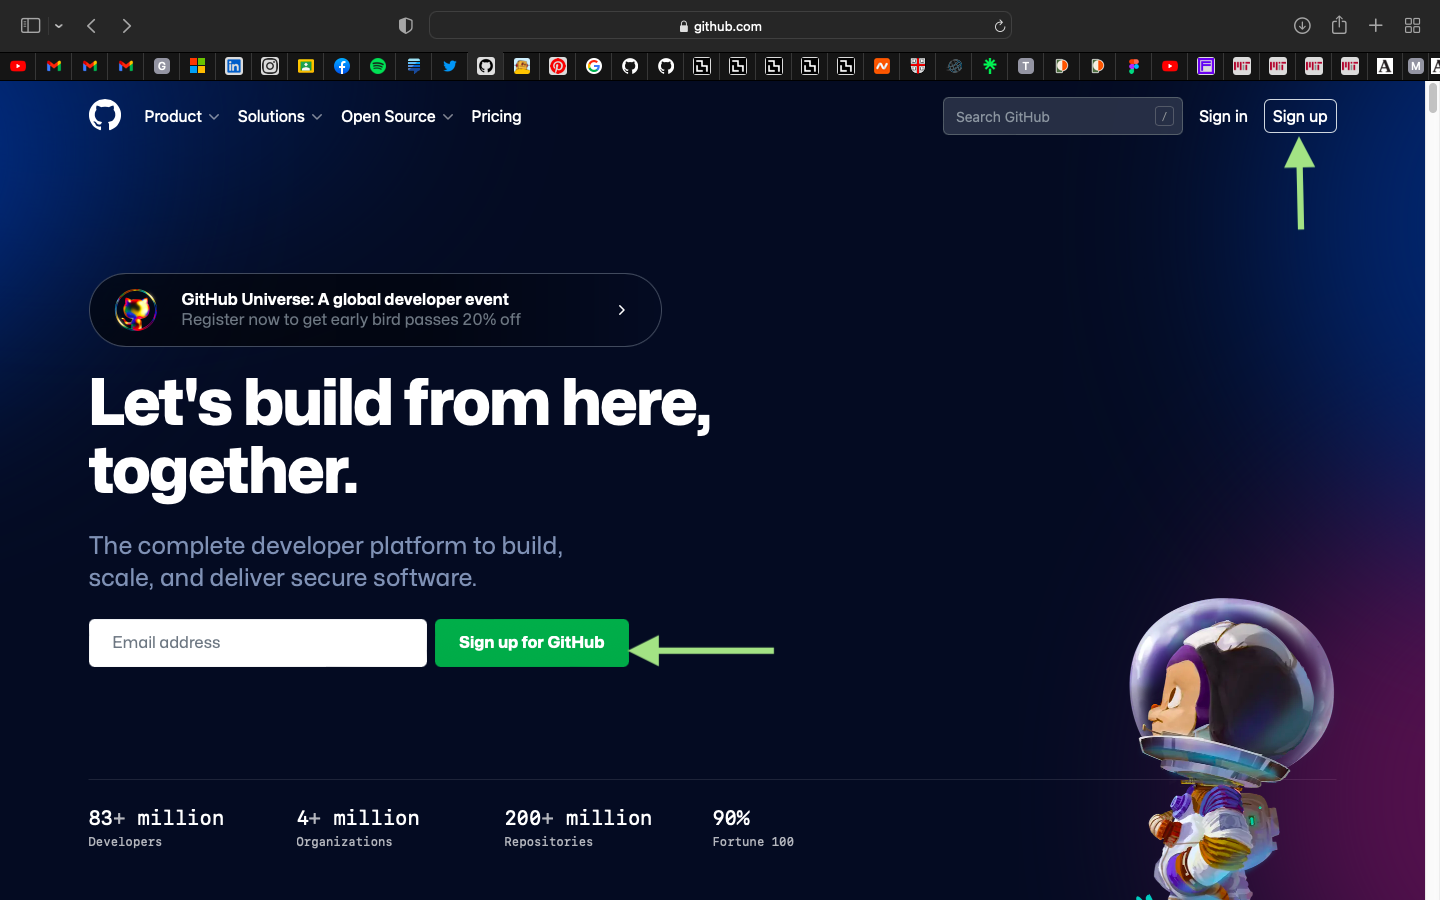 github.com
Product
Solutions
Open Source
Pricing
Search GitHub
/
Sign in
Sign up
GitHub Universe: A global developer event
Register now to get early bird passes 20% off
Let's build from here,
together.
The complete developer platform to build,
scale, and deliver secure software.
Email address
Sign up for GitHub
83+ million
Developers
4+ million
Organizations
200+ million
Repositories
90%
Fortune 100